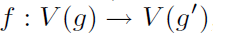 f : V(g) → V(g′)